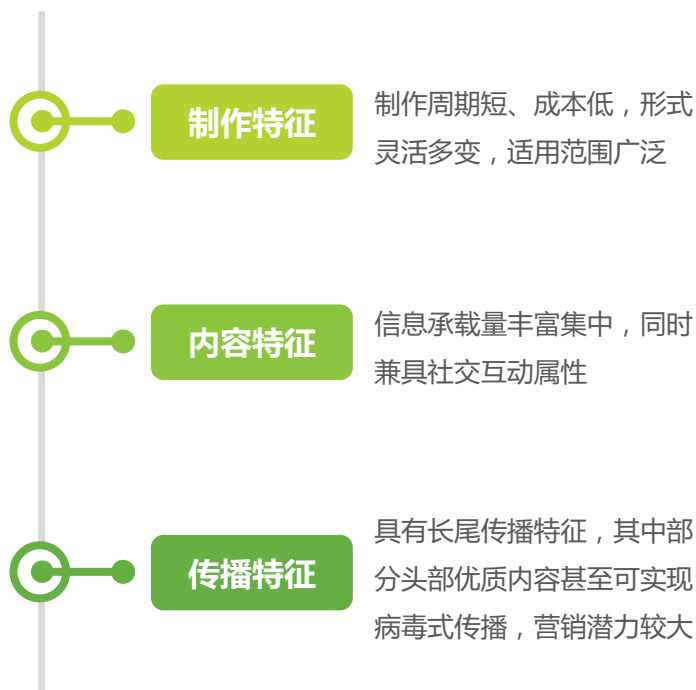 制作特征
制作周期短、成本低，形式
灵活多变，适用范围广泛
内容特征
信息承载量丰富集中，同时
兼具社交互动属性
传播特征
具有长尾传播特征，其中部
分头部优质内容甚至可实现
病毒式传播，营销潜力较大